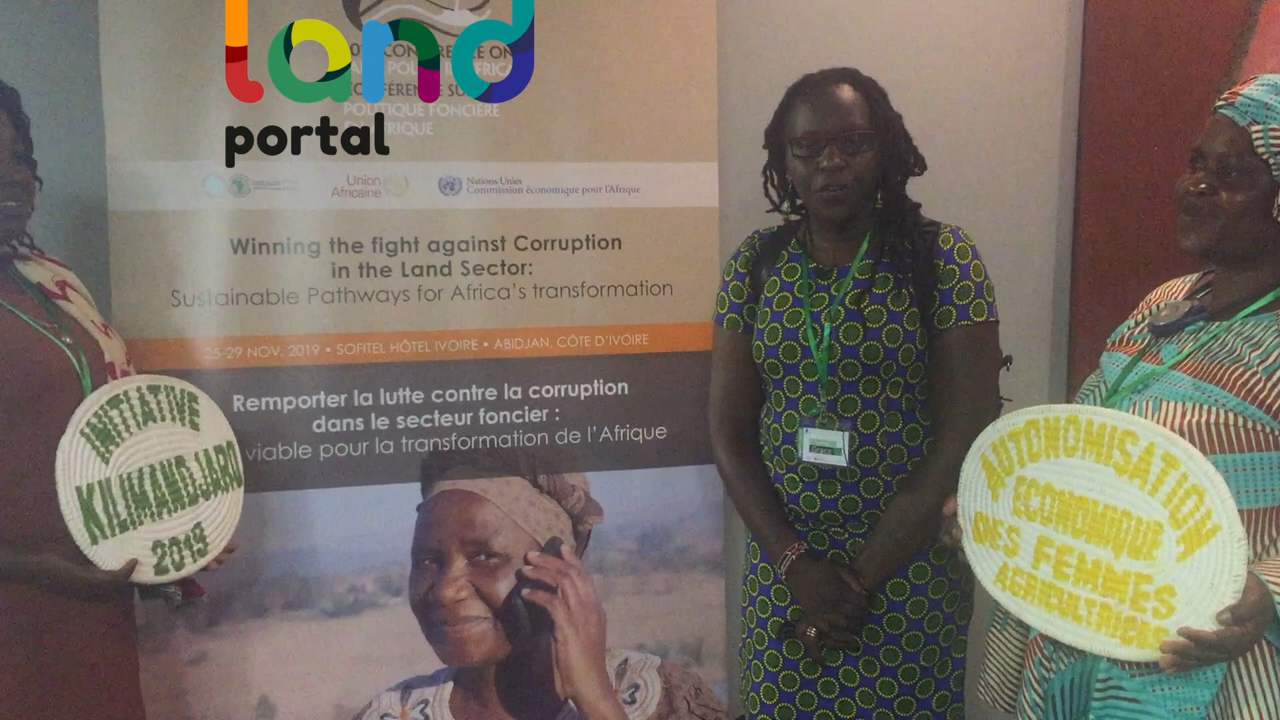 land
portal
POLITIQUE FONCIÈRE
Union
Africaine
Nations Unies
Commission économique pour l'Afrique
Winning the fight against Corruption
in the Land Sector:
Sustainable Pathways for Africa's transformation
25-29 NOV. 2019 • SOFITEL HÔTEL IVOIRE • ABIDJAN, CÔTE D'IVOIRE
Remporter la lutte contre la corruption
dans le secteur foncier :
viable pour la transformation de l'Afrique
INITIATIVE
KILIMANDJARO
2019
Grace
AUTONOMISATION
ECONOMIQUE
DES FEMMES
AGRICULTRICES